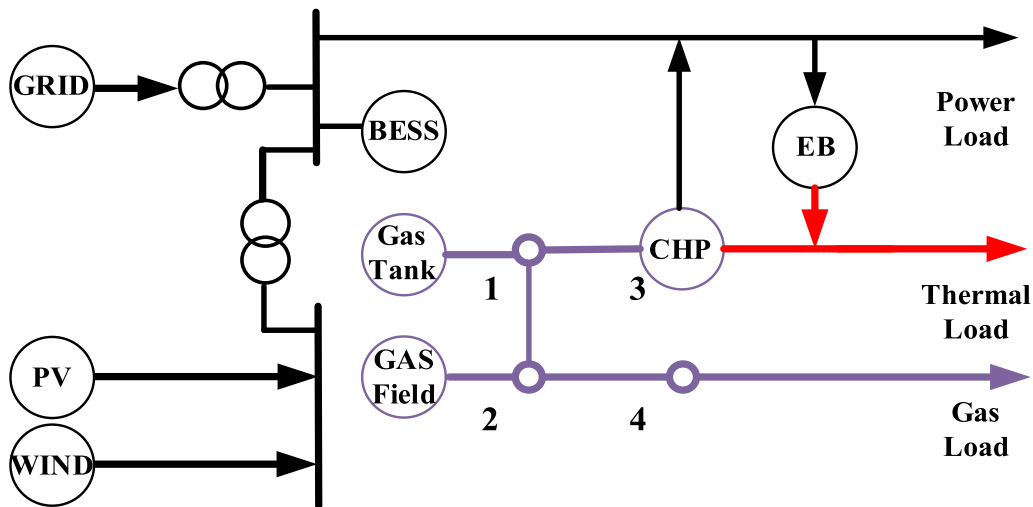 GRID
BESS
EB
Power
Load
Gas
Tank
1
3
CHP
Thermal
Load
PV
GAS
Field
2
4
Gas
Load
WIND